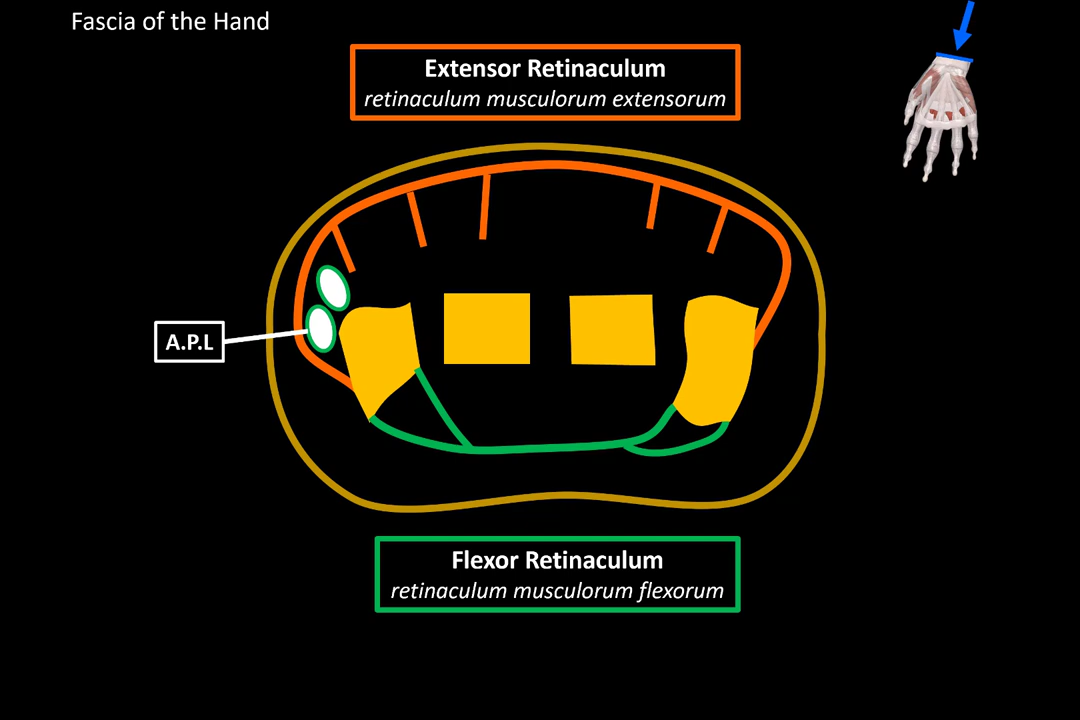 Fascia of the Hand
Extensor Retinaculum
retinaculum musculorum extensorum
A.P.L
Flexor Retinaculum
retinaculum musculorum flexorum